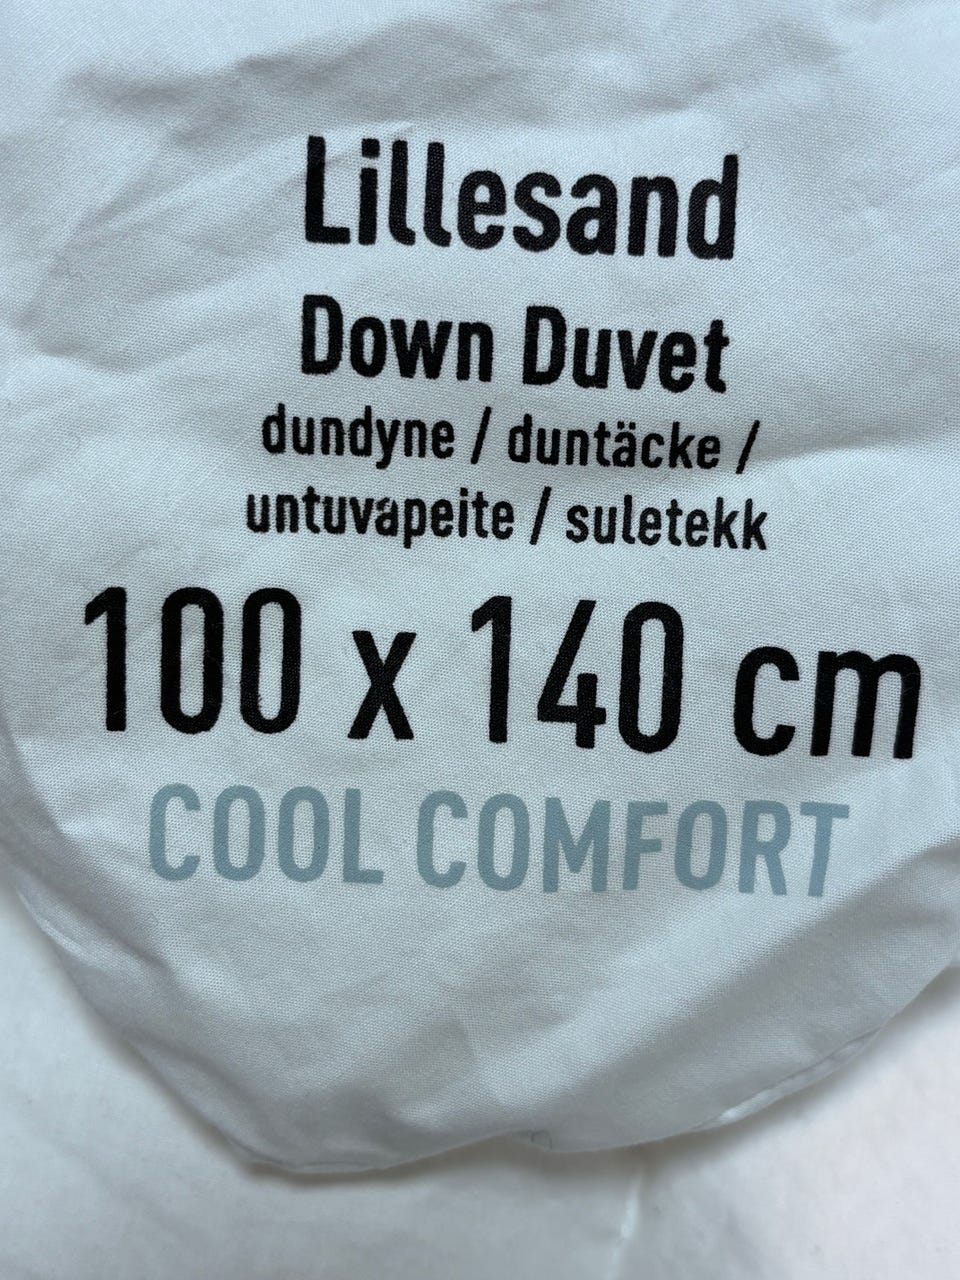 Lillesand
Down Duvet
dundyne / duntäcke /
untuvapeite / suletekk
100 x 140 cm
COOL COMFORT